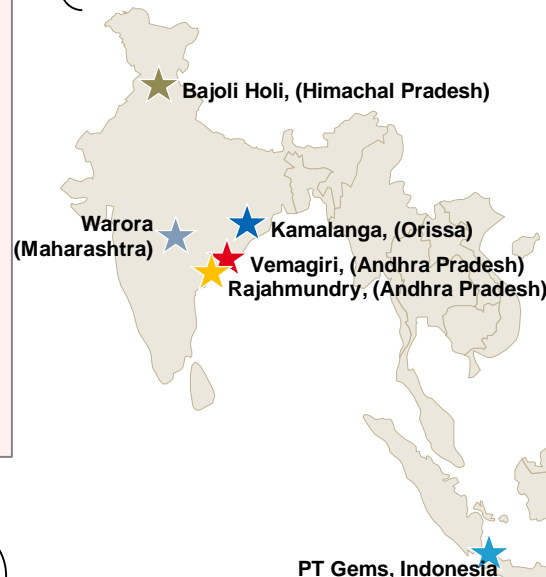 Bajoli Holi, (Himachal Pradesh)
Warora
(Maharashtra)
Kamalanga, (Orissa)
Vemagiri, (Andhra Pradesh)
Rajahmundry, (Andhra Pradesh)
PT Gems, Indonesia